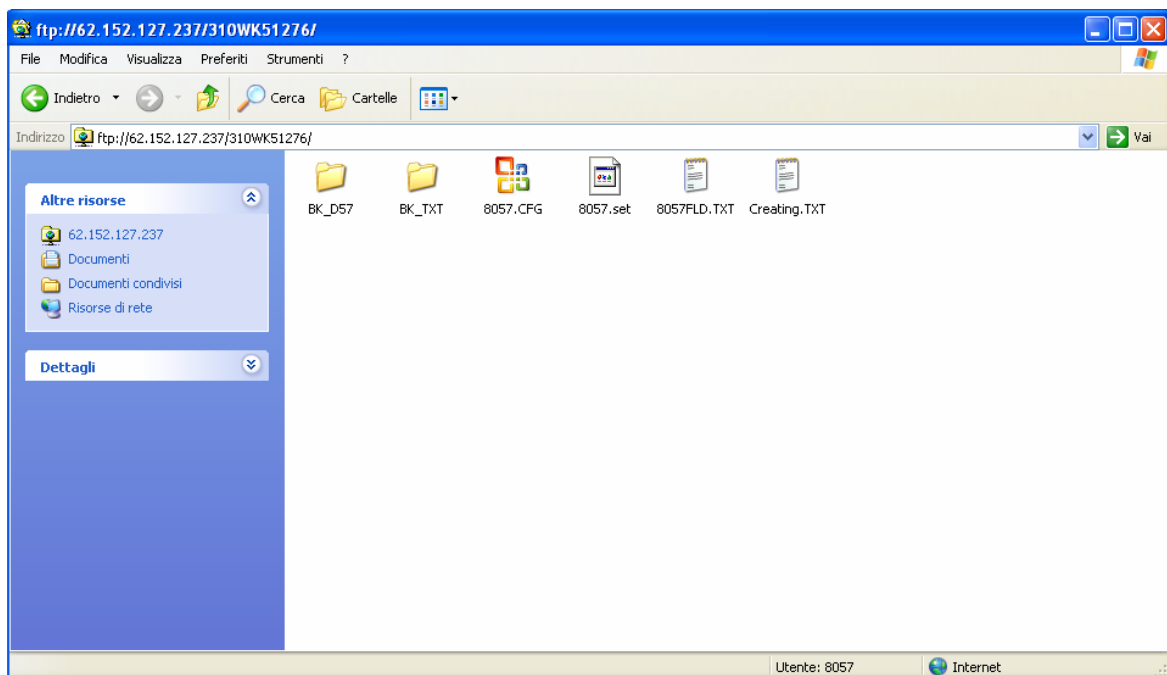 ftp://62.152.127.237/310WK51276/
File Modifica Visualizza Preferiti Strumenti ?
Indietro Cerca Cartelle
Indirizzo ftp://62.152.127.237/310WK51276/ Vai
Altre risorse
62.152.127.237
Documenti
Documenti condivisi
Risorse di rete
Dettagli
BK_D57 BK_TXT 8057.CFG 8057.set 8057FLD.TXT Creating.TXT
Utente: 8057 Internet